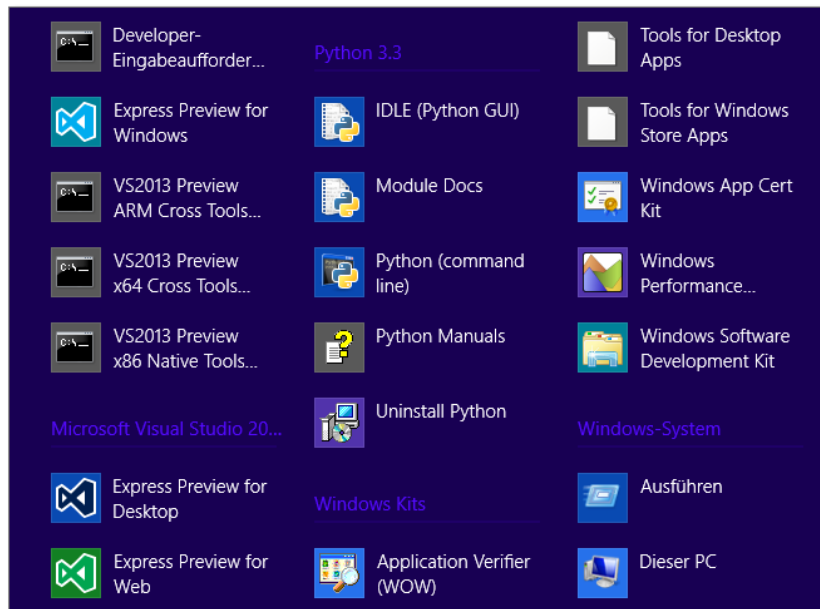 Developer-
Eingabeaufforder...
Express Preview for
Windows
VS2013 Preview
ARM Cross Tools...
VS2013 Preview
x64 Cross Tools...
VS2013 Preview
x86 Native Tools...
Microsoft Visual Studio 20...
Express Preview for
Desktop
Express Preview for
Web
Python 3.3
IDLE (Python GUI)
Module Docs
Python (command
line)
Python Manuals
Uninstall Python
Windows Kits
Application Verifier
(WOW)
Tools for Desktop
Apps
Tools for Windows
Store Apps
Windows App Cert
Kit
Windows
Performance...
Windows Software
Development Kit
Windows-System
Ausführen
Dieser PC